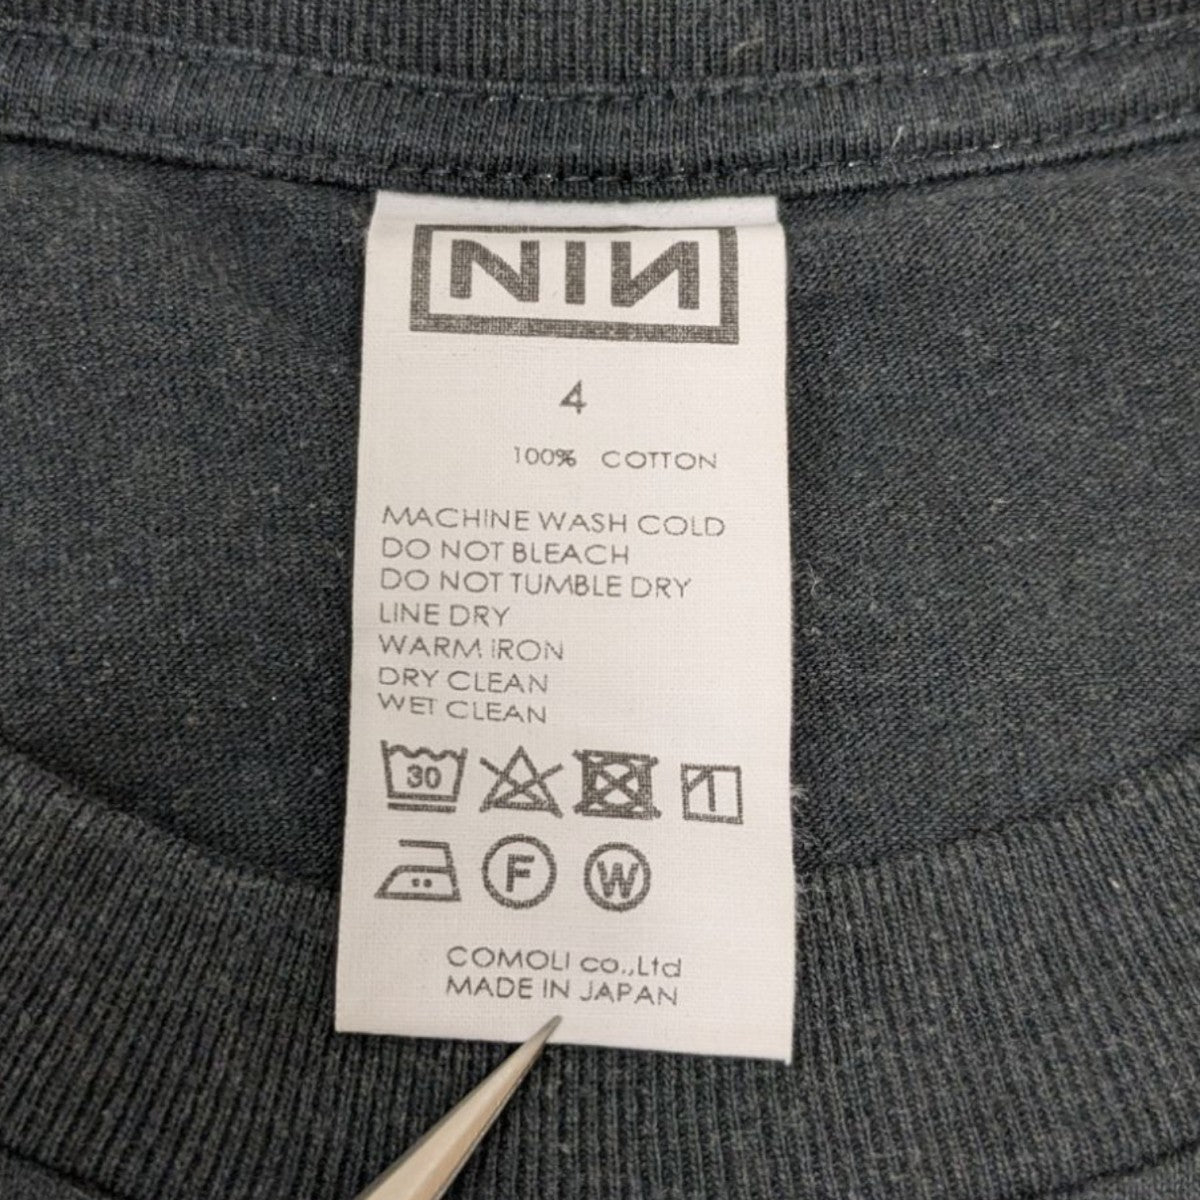 NIN
4
100% COTTON
MACHINE WASH COLD
DO NOT BLEACH
DO NOT TUMBLE DRY
LINE DRY
WARM IRON
DRY CLEAN
WET CLEAN
30
F W
COMOLI co.,Ltd
MADE IN JAPAN